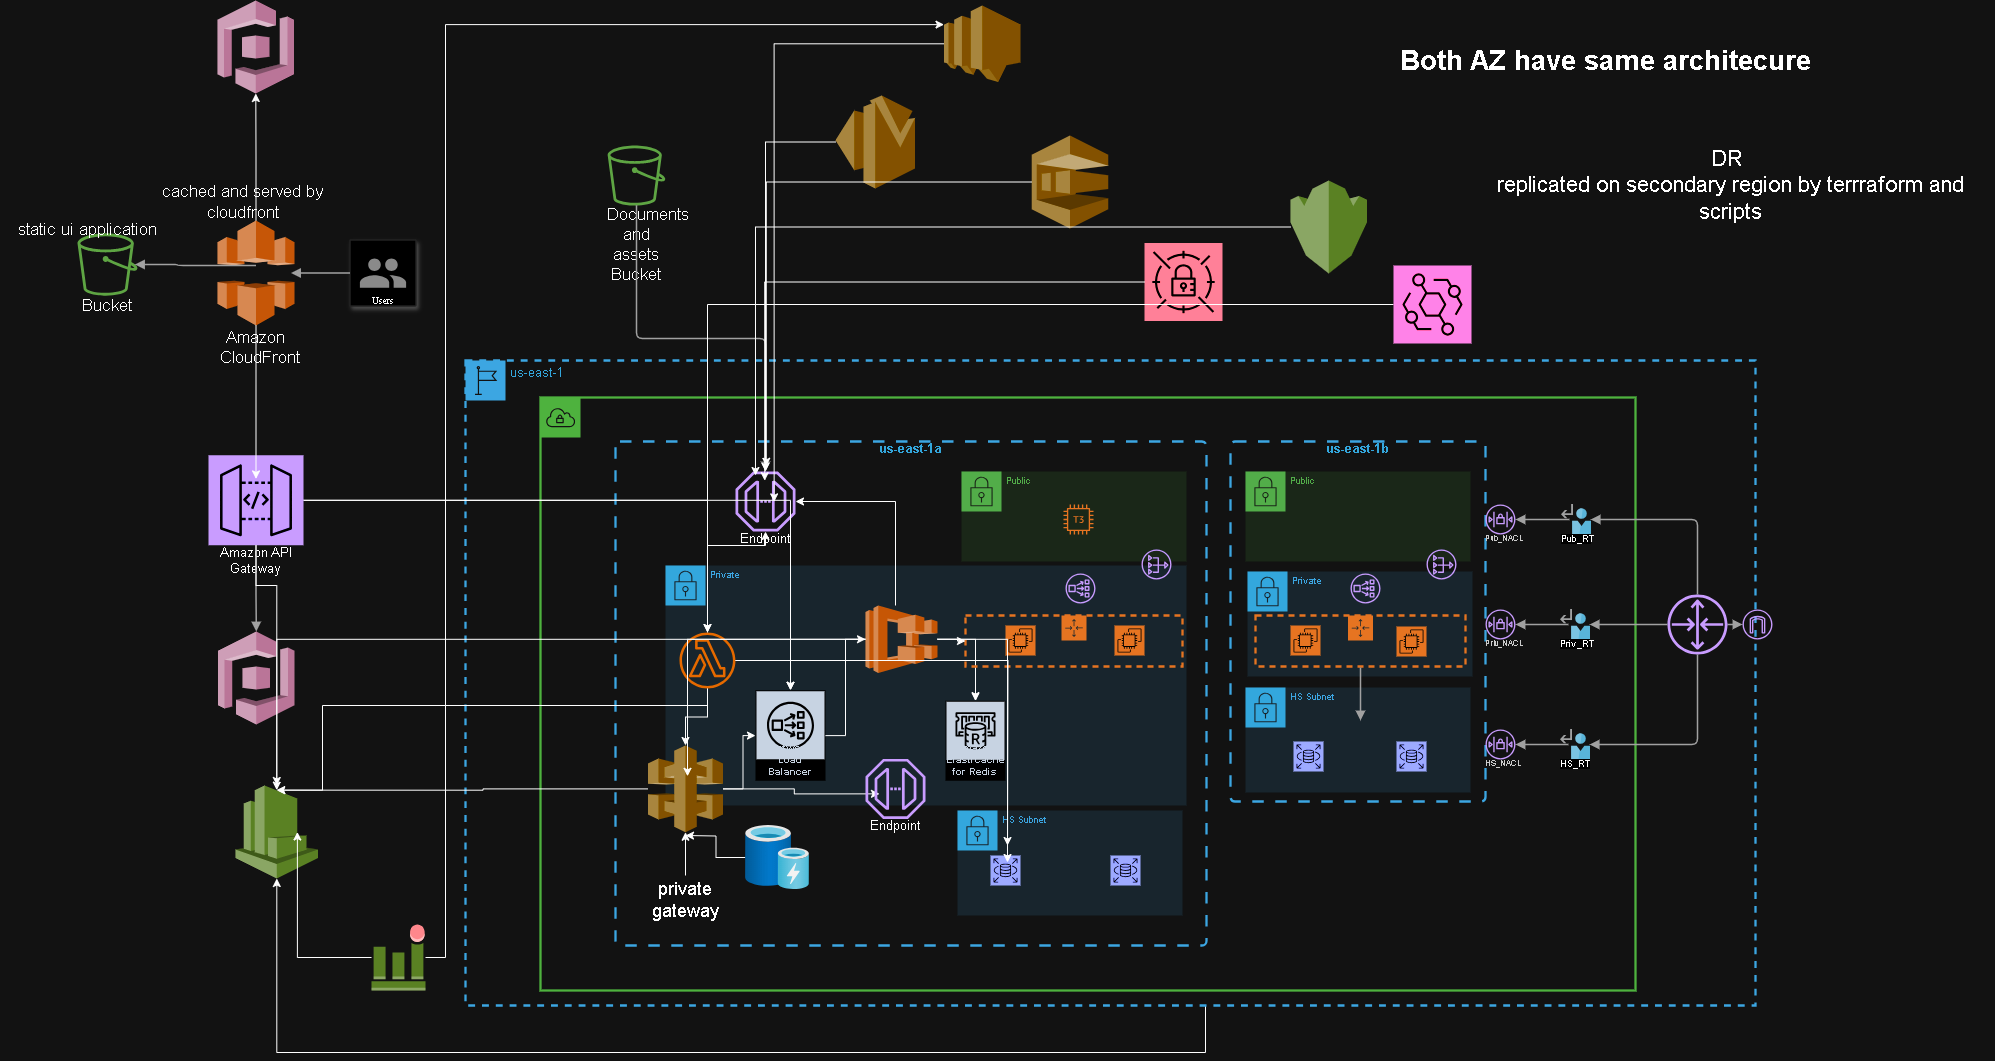 Both AZ have same architecure
DR
replicated on secondary region by terrraform and
scripts
cached and served by
cloudfront
static ui application
Bucket
Users
Amazon
CloudFront
Documents
and
assets
Bucket
us-east-1
us-east-1a
us-east-1b
Public
Public
T3
Endpoint
Private
Private
Amazon API
Gateway
Pub_NACL
Pub_RT
Priv_NACL
Priv_RT
HS Subnet
HS_NACL
HS_RT
Load
Balancer
R
ElastiCache
for Redis
Endpoint
HS Subnet
private
gateway